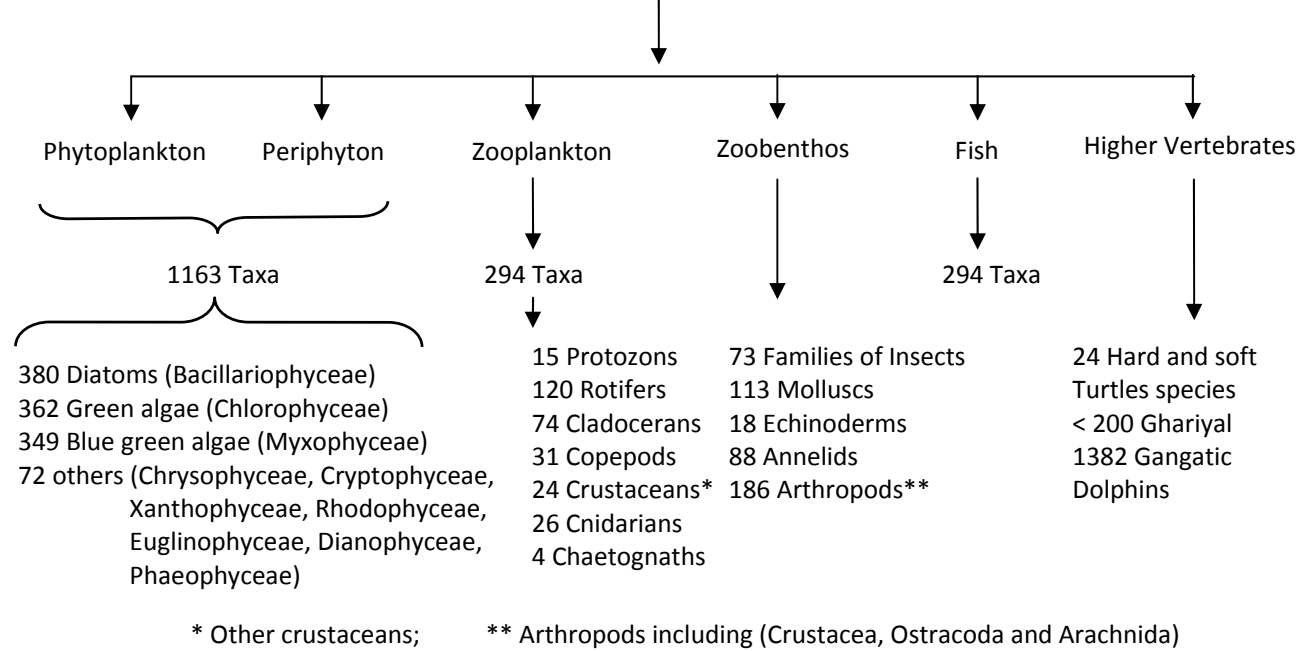 Phytoplankton Periphyton Zooplankton Zoobenthos Fish Higher Vertebrates
1163 Taxa 294 Taxa 294 Taxa
380 Diatoms (Bacillariophyceae)
362 Green algae (Chlorophyceae)
349 Blue green algae (Myxophyceae)
72 others (Chrysophyceae, Cryptophyceae,
Xanthophyceae, Rhodophyceae,
Euglinophyceae, Dianophyceae,
Phaeophyceae)
15 Protozons
120 Rotifers
74 Cladocerans
31 Copepods
24 Crustaceans*
26 Cnidarians
4 Chaetognaths
73 Families of Insects
113 Molluscs
18 Echinoderms
88 Annelids
186 Arthropods**
24 Hard and soft
Turtles species
< 200 Ghariyal
1382 Gangatic
Dolphins
* Other crustaceans; ** Arthropods including (Crustacea, Ostracoda and Arachnida)